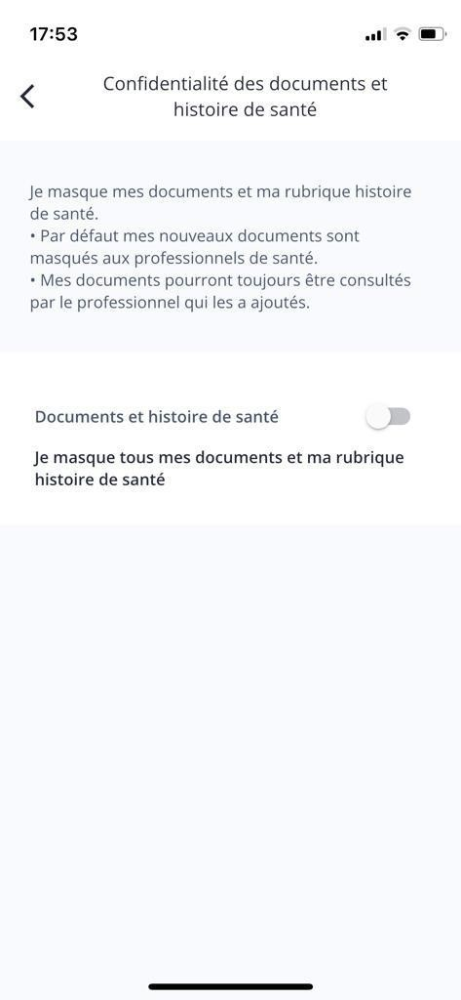 17:53
Confidentialité des documents et
histoire de santé
Je masque mes documents et ma rubrique histoire
de santé.
• Par défaut mes nouveaux documents sont
masqués aux professionnels de santé.
• Mes documents pourront toujours être consultés
par le professionnel qui les a ajoutés.
Documents et histoire de santé
Je masque tous mes documents et ma rubrique
histoire de santé